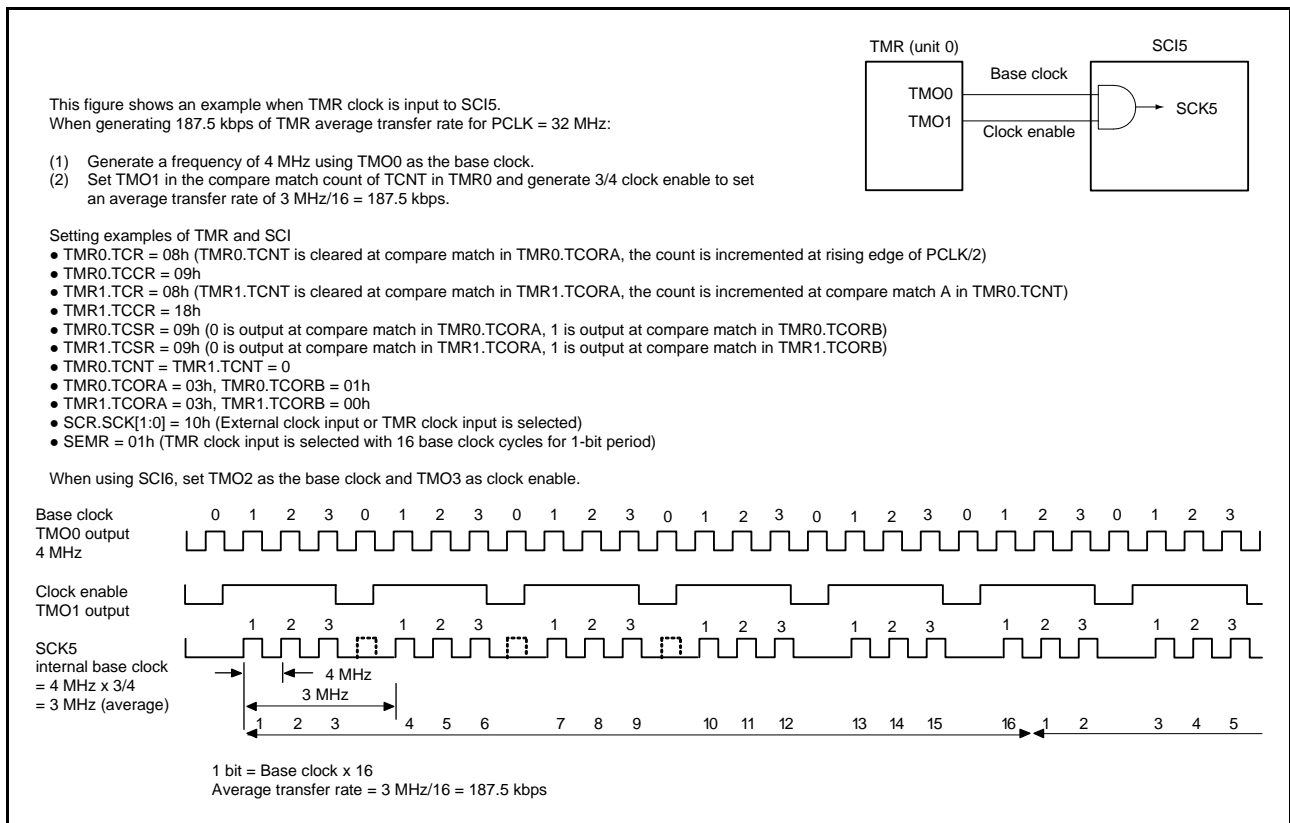 TMR (unit 0) SCI5
Base clock
TMO0
TMO1
SCK5
Clock enable
This figure shows an example when TMR clock is input to SCI5.
When generating 187.5 kbps of TMR average transfer rate for PCLK = 32 MHz:
(1) Generate a frequency of 4 MHz using TMO0 as the base clock.
(2) Set TMO1 in the compare match count of TCNT in TMR0 and generate 3/4 clock enable to set
an average transfer rate of 3 MHz/16 = 187.5 kbps.
Setting examples of TMR and SCI
● TMR0.TCR = 08h (TMR0.TCNT is cleared at compare match in TMR0.TCORA, the count is incremented at rising edge of PCLK/2)
● TMR0.TCCR = 09h
● TMR1.TCR = 08h (TMR1.TCNT is cleared at compare match in TMR1.TCORA, the count is incremented at compare match A in TMR0.TCNT)
● TMR1.TCCR = 18h
● TMR0.TCSR = 09h (0 is output at compare match in TMR0.TCORA, 1 is output at compare match in TMR0.TCORB)
● TMR1.TCSR = 09h (0 is output at compare match in TMR1.TCORA, 1 is output at compare match in TMR1.TCORB)
● TMR0.TCNT = TMR1.TCNT = 0
● TMR0.TCORA = 03h, TMR0.TCORB = 01h
● TMR1.TCORA = 03h, TMR1.TCORB = 00h
● SCR.SCK[1:0] = 10h (External clock input or TMR clock input is selected)
● SEMR = 01h (TMR clock input is selected with 16 base clock cycles for 1-bit period)
When using SCI6, set TMO2 as the base clock and TMO3 as clock enable.
Base clock
TMO0 output
4 MHz
0 1 2 3 0 1 2 3 0 1 2 3 0 1 2 3 0 1 2 3 0 1 2 3 0 1 2 3
Clock enable
TMO1 output
1 2 3 1 2 3 1 2 3 1 2 3 1 2 3 1 2 3 1 2 3
SCK5
internal base clock
= 4 MHz x 3/4
= 3 MHz (average)
4 MHz
3 MHz
1 2 3 4 5 6 7 8 9 10 11 12 13 14 15 16 1 2 3 4 5
1 bit = Base clock x 16
Average transfer rate = 3 MHz/16 = 187.5 kbps